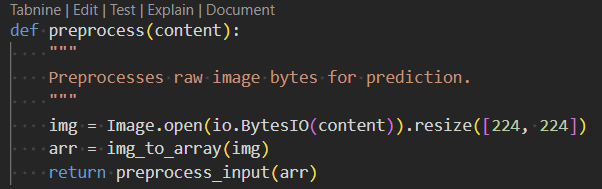 Tabnine | Edit | Test | Explain | Document
def preprocess(content):
    """
    Preprocesses raw image bytes for prediction.
    """
    img = Image.open(io.BytesIO(content)).resize([224, 224])
    arr = img_to_array(img)
    return preprocess_input(arr)